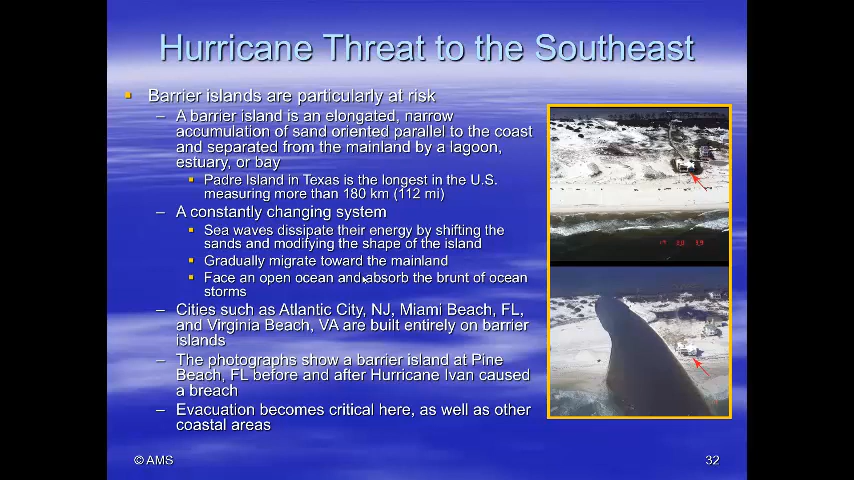 Hurricane Threat to the Southeast
Barrier islands are particularly at risk
– A barrier island is an elongated, narrow
accumulation of sand oriented parallel to the coast
and separated from the mainland by a lagoon,
estuary, or bay
Padre Island in Texas is the longest in the U.S.
measuring more than 180 km (112 mi)
– A constantly changing system
Sea waves dissipate their energy by shifting the
sands and modifying the shape of the island
Gradually migrate toward the mainland
Face an open ocean and absorb the brunt of ocean
storms
– Cities such as Atlantic City, NJ, Miami Beach, FL,
and Virginia Beach, VA are built entirely on barrier
islands
– The photographs show a barrier island at Pine
Beach, FL before and after Hurricane Ivan caused
a breach
– Evacuation becomes critical here, as well as other
coastal areas
© AMS
32